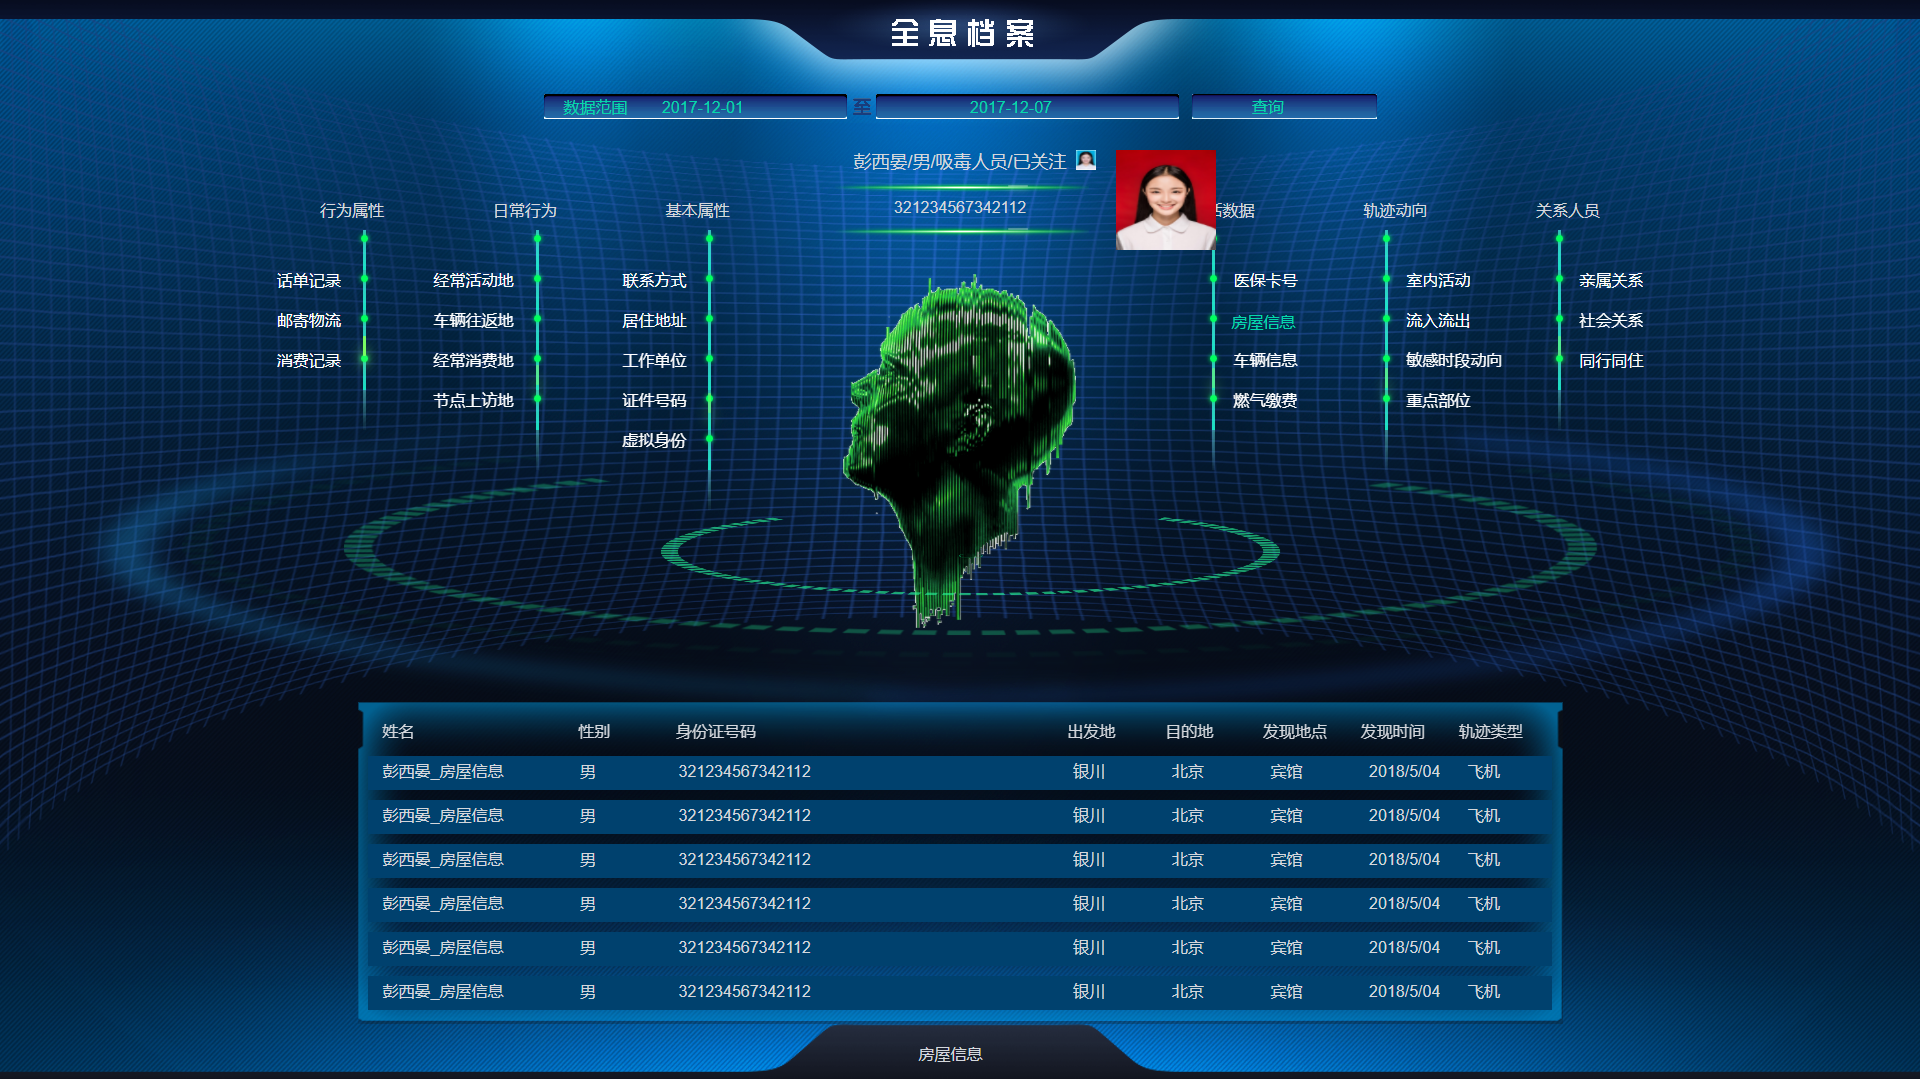 全息档案
数据范围 2017-12-01 至 2017-12-07 查询
彭西晏/男/吸毒人员/已关注
321234567342112
行为属性 日常行为 基本属性 活数据 轨迹动向 关系人员
话单记录 经常活动地 联系方式 医保卡号 室内活动 亲属关系
邮寄物流 车辆往返地 居住地址 房屋信息 流入流出 社会关系
消费记录 经常消费地 工作单位 车辆信息 敏感时段动向 同行同住
节点上访地 证件号码 燃气缴费 重点部位
虚拟身份
姓名 性别 身份证号码 出发地 目的地 发现地点 发现时间 轨迹类型
彭西晏_房屋信息 男 321234567342112 银川 北京 宾馆 2018/5/04 飞机
彭西晏_房屋信息 男 321234567342112 银川 北京 宾馆 2018/5/04 飞机
彭西晏_房屋信息 男 321234567342112 银川 北京 宾馆 2018/5/04 飞机
彭西晏_房屋信息 男 321234567342112 银川 北京 宾馆 2018/5/04 飞机
彭西晏_房屋信息 男 321234567342112 银川 北京 宾馆 2018/5/04 飞机
彭西晏_房屋信息 男 321234567342112 银川 北京 宾馆 2018/5/04 飞机
房屋信息